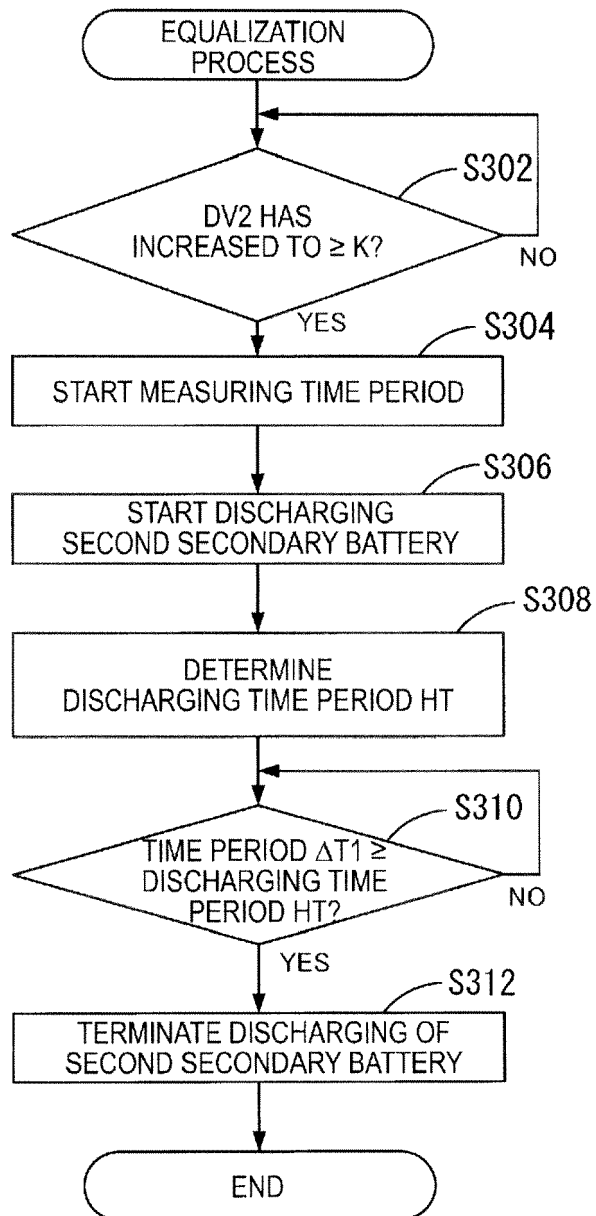 EQUALIZATION
PROCESS
S302
DV2 HAS
INCREASED TO ≥ K?
NO
YES
S304
START MEASURING TIME PERIOD
S306
START DISCHARGING
SECOND SECONDARY BATTERY
S308
DETERMINE
DISCHARGING TIME PERIOD HT
S310
TIME PERIOD ΔT1 ≥
DISCHARGING TIME
PERIOD HT?
NO
YES
S312
TERMINATE DISCHARGING OF
SECOND SECONDARY BATTERY
END